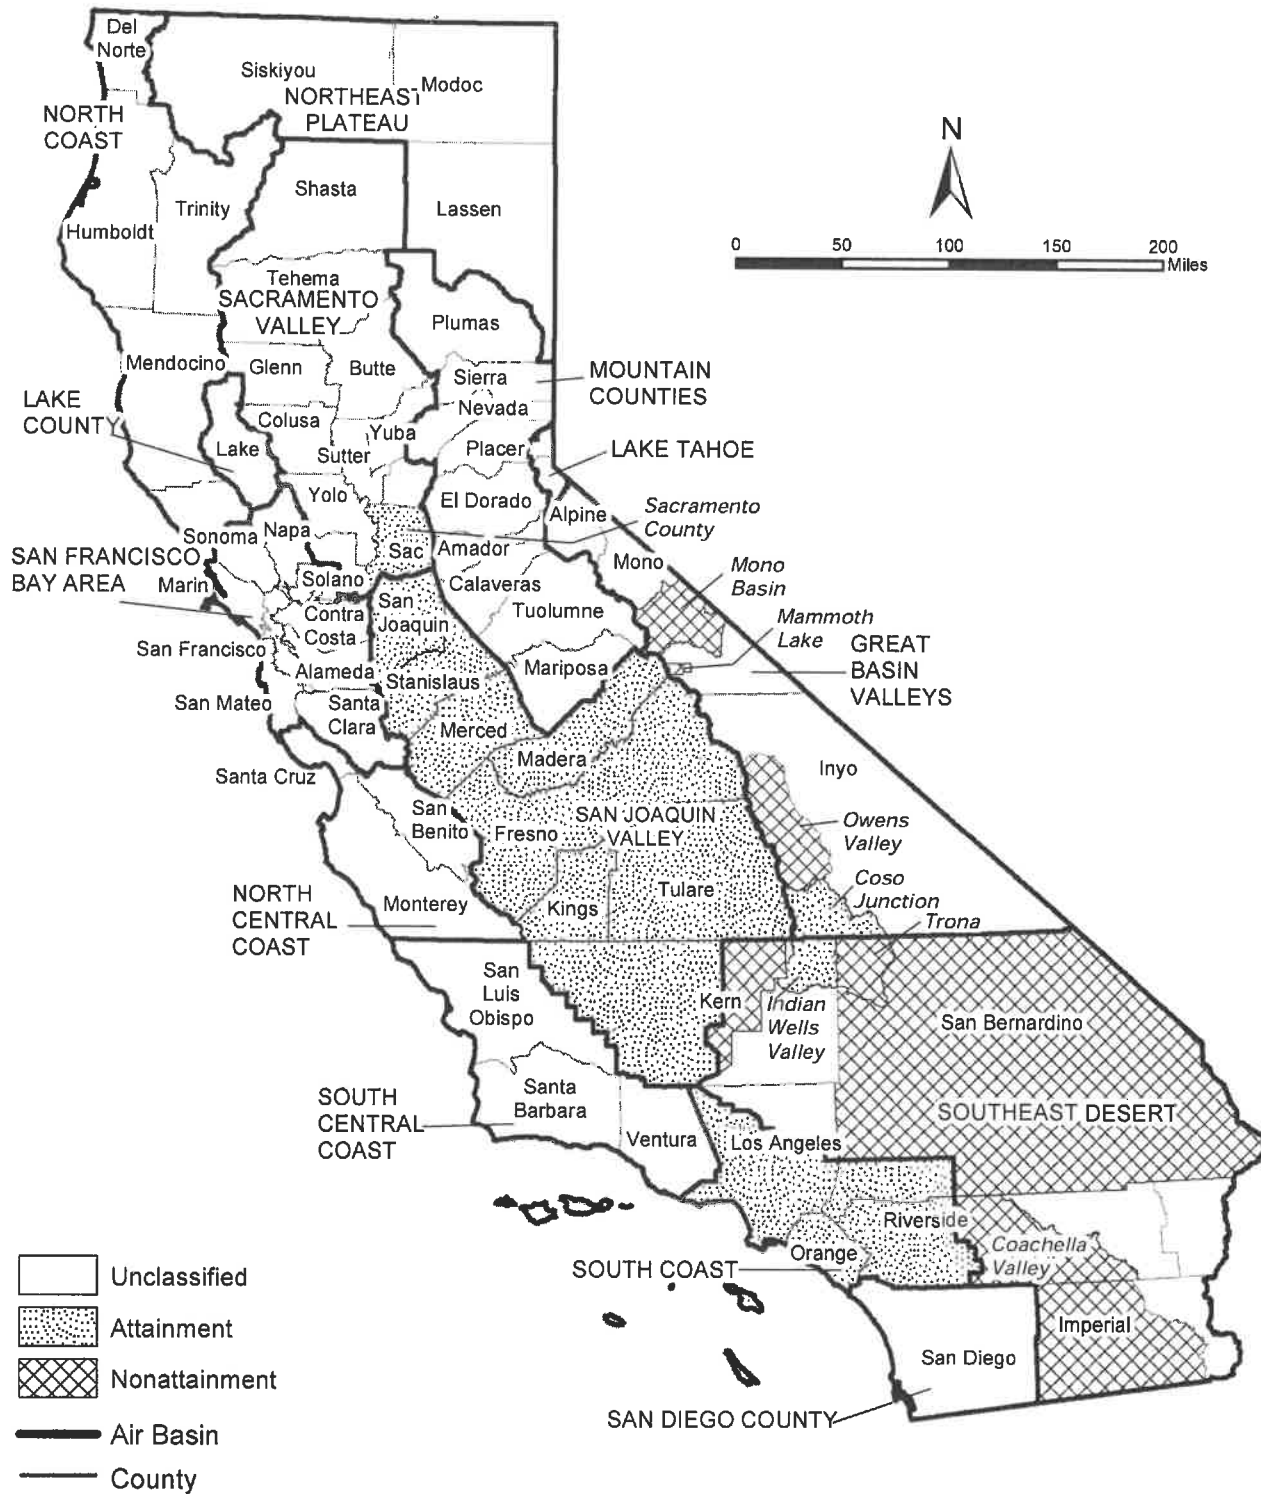 Del
Norte
Siskiyou
Modoc
NORTHEAST
PLATEAU
NORTH
COAST
N
Shasta
Trinity
Lassen
Humboldt
0 50 100 150 200
Miles
Tehema
SACRAMENTO
VALLEY
Plumas
Mendocino
Glenn
Butte
Sierra
MOUNTAIN
COUNTIES
Nevada
LAKE
COUNTY
Colusa
Yuba
Lake
Sutter
Placer
LAKE TAHOE
Yolo
El Dorado
Alpine
Sacramento
County
Sonoma
Napa
Sac
Amador
Mono
SAN FRANCISCO
BAY AREA
Marin
Solano
Calaveras
Mono
Basin
Contra
Costa
San
Joaquin
Tuolumne
Mammoth
Lake
San Francisco
GREAT
BASIN
VALLEYS
Alameda
Stanislaus
Mariposa
San Mateo
Santa
Clara
Merced
Madera
Santa Cruz
Inyo
San
Benito
Fresno
SAN JOAQUIN
VALLEY
Owens
Valley
Coso
Junction
NORTH
CENTRAL
COAST
Monterey
Kings
Tulare
Trona
San
Luis
Obispo
Kern
Indian
Wells
Valley
San Bernardino
SOUTH
CENTRAL
COAST
Santa
Barbara
Ventura
Los Angeles
SOUTHEAST DESERT
Riverside
Orange
Coachella
Valley
SOUTH COAST
Imperial
San Diego
SAN DIEGO COUNTY
Unclassified
Attainment
Nonattainment
Air Basin
County